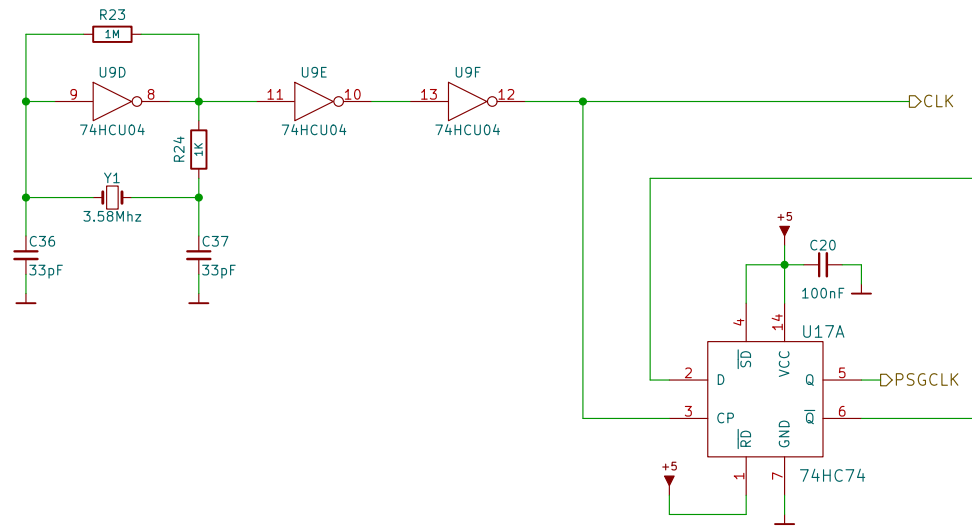 R23
1M
U9D
9
8
74HCU04
U9E
11
10
74HCU04
U9F
13
12
74HCU04
CLK
R24
1K
Y1
3.58Mhz
C36
33pF
C37
33pF
+5
C20
100nF
4
14
U17A
SD
VCC
2
D
Q
5
PSGCLK
3
CP
QI
6
RD
GND
1
7
74HC74
+5